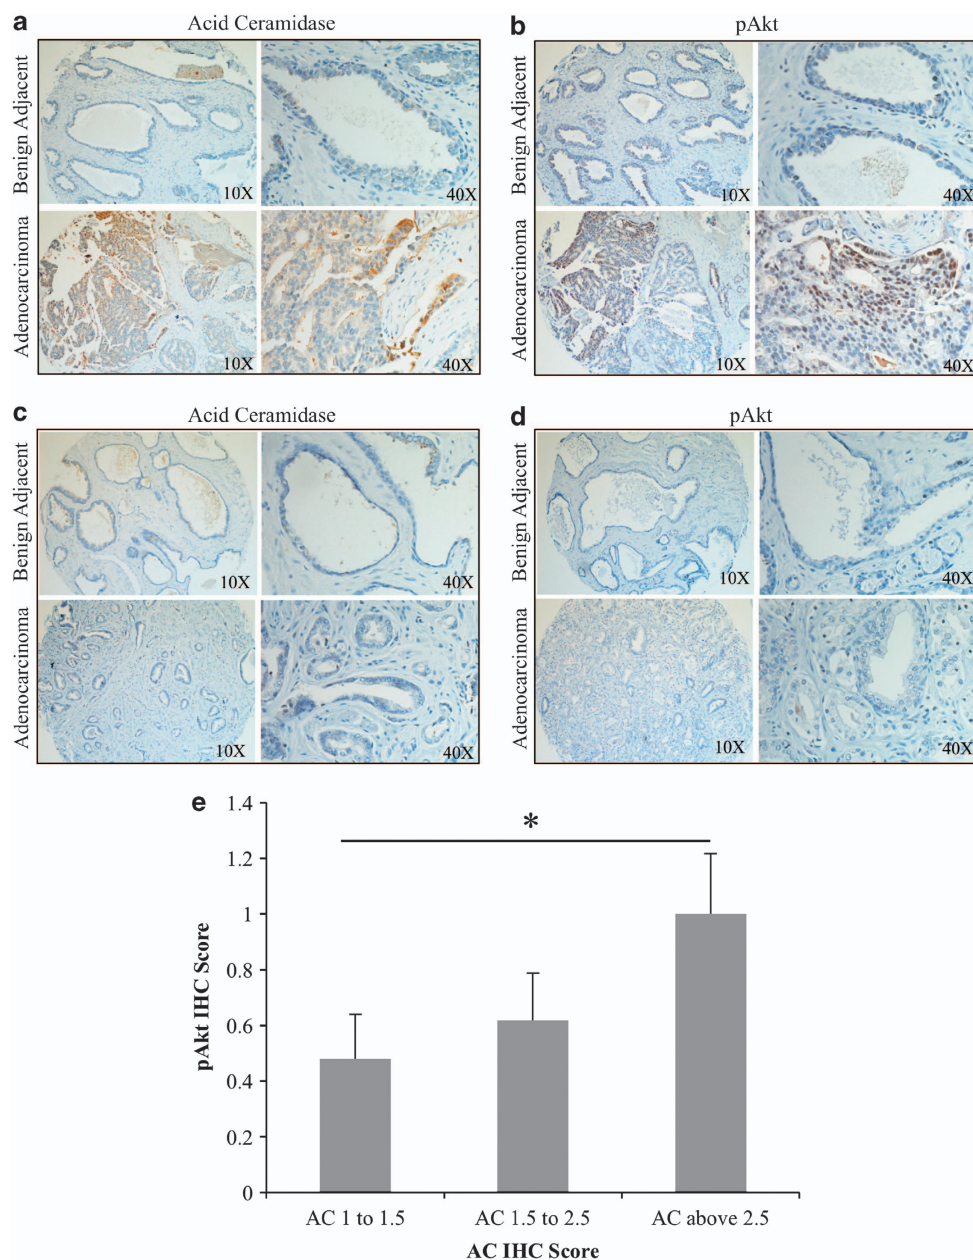 a
Acid Ceramidase
Benign Adjacent
10X
40X
Adenocarcinoma
10X
40X
b
pAkt
Benign Adjacent
10X
40X
Adenocarcinoma
10X
40X
c
Acid Ceramidase
Benign Adjacent
10X
40X
Adenocarcinoma
10X
40X
d
pAkt
Benign Adjacent
10X
40X
Adenocarcinoma
10X
40X
e
pAkt IHC Score
1.4
1.2
1
0.8
0.6
0.4
0.2
0
*
AC 1 to 1.5
AC 1.5 to 2.5
AC above 2.5
AC IHC Score